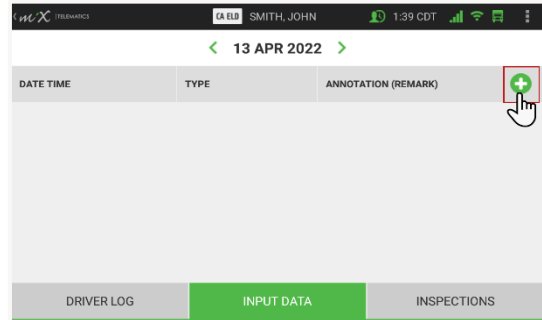 MiX TELEMATICS CA ELD SMITH, JOHN 1:39 CDT
13 APR 2022
DATE TIME TYPE ANNOTATION (REMARK)
DRIVER LOG INPUT DATA INSPECTIONS